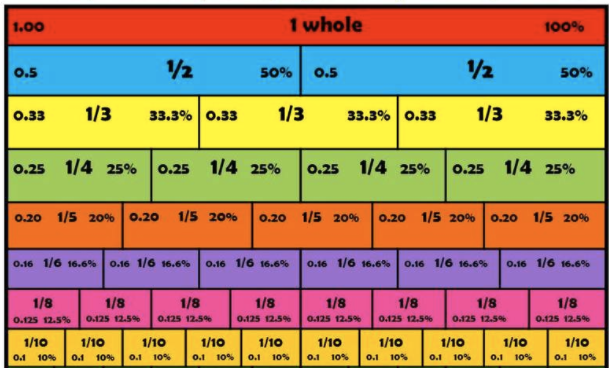 1.00 1 whole 100%
0.5 1/2 50% 0.5 1/2 50%
0.33 1/3 33.3% 0.33 1/3 33.3% 0.33 1/3 33.3%
0.25 1/4 25% 0.25 1/4 25% 0.25 1/4 25% 0.25 1/4 25%
0.20 1/5 20% 0.20 1/5 20% 0.20 1/5 20% 0.20 1/5 20% 0.20 1/5 20%
0.16 1/6 16.6% 0.16 1/6 16.6% 0.16 1/6 16.6% 0.16 1/6 16.6% 0.16 1/6 16.6% 0.16 1/6 16.6%
1/8 1/8 1/8 1/8 1/8 1/8 1/8 1/8
0.125 12.5% 0.125 12.5% 0.125 12.5% 0.125 12.5% 0.125 12.5% 0.125 12.5% 0.125 12.5% 0.125 12.5%
1/10 1/10 1/10 1/10 1/10 1/10 1/10 1/10 1/10 1/10
0.1 10% 0.1 10% 0.1 10% 0.1 10% 0.1 10% 0.1 10% 0.1 10% 0.1 10% 0.1 10% 0.1 10%